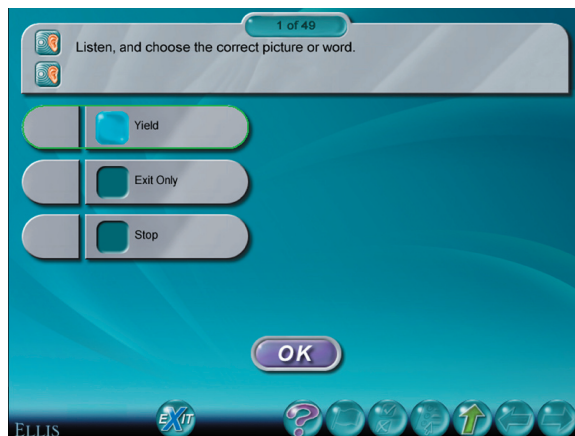 1 of 49
Listen, and choose the correct picture or word.
Yield
Exit Only
Stop
OK
ELLIS
EXIT
?